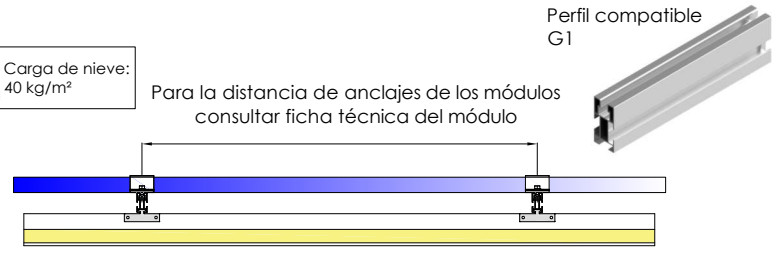 Perfil compatible
G1
Carga de nieve:
40 kg/m²
Para la distancia de anclajes de los módulos
consultar ficha técnica del módulo